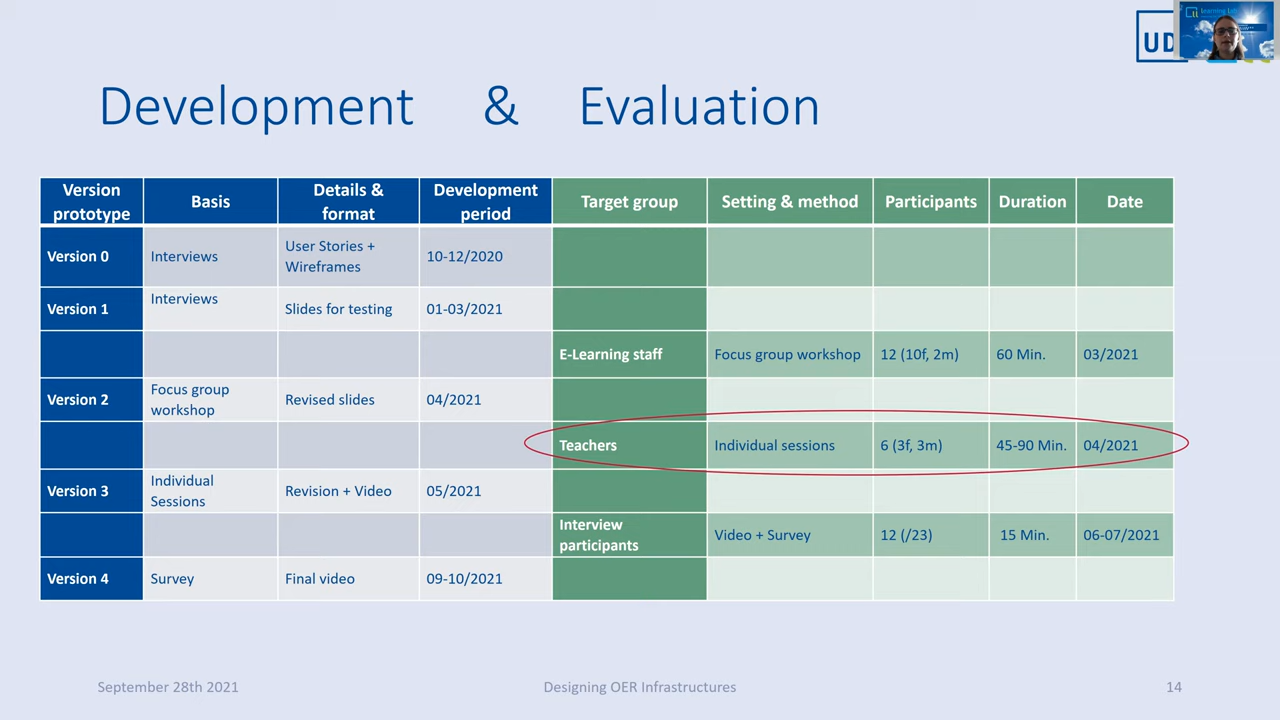 UD
Learning Lab
Development & Evaluation
Version prototype Basis Details & format Development period Target group Setting & method Participants Duration Date
Version 0 Interviews User Stories + Wireframes 10-12/2020
Version 1 Interviews Slides for testing 01-03/2021
E-Learning staff Focus group workshop 12 (10f, 2m) 60 Min. 03/2021
Version 2 Focus group workshop Revised slides 04/2021
Teachers Individual sessions 6 (3f, 3m) 45-90 Min. 04/2021
Version 3 Individual Sessions Revision + Video 05/2021
Interview participants Video + Survey 12 (/23) 15 Min. 06-07/2021
Version 4 Survey Final video 09-10/2021
September 28th 2021 Designing OER Infrastructures 14